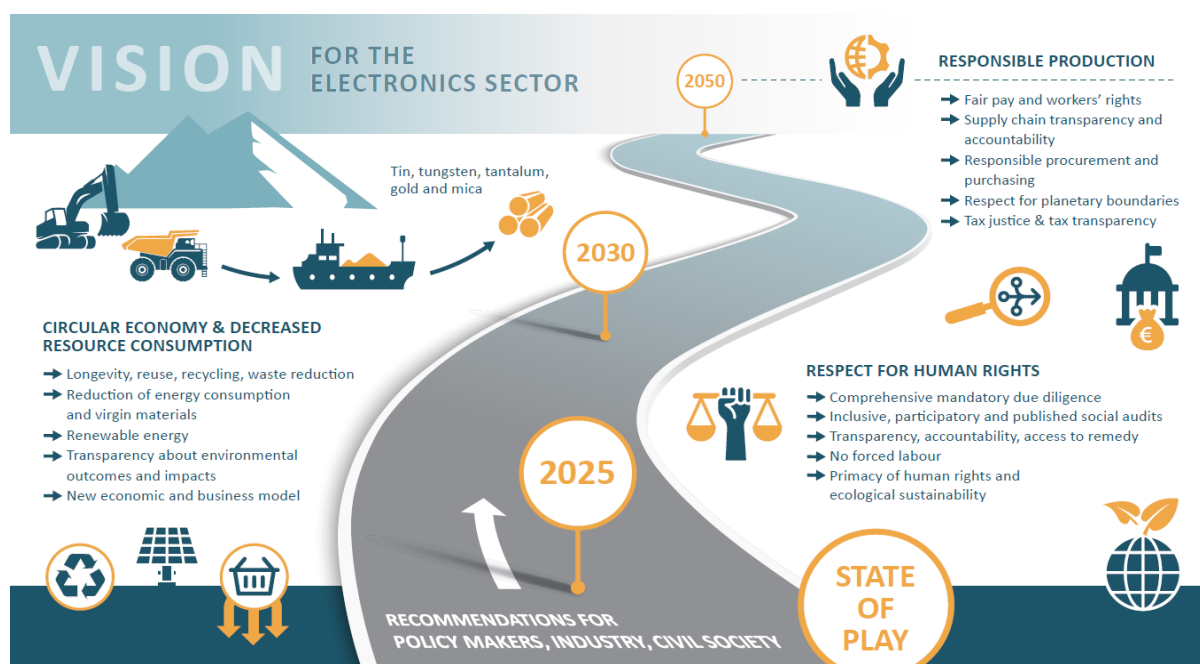 VISION
FOR THE
ELECTRONICS SECTOR
2050
RESPONSIBLE PRODUCTION
Fair pay and workers' rights
Supply chain transparency and
accountability
Responsible procurement and
purchasing
Respect for planetary boundaries
Tax justice & tax transparency
Tin, tungsten, tantalum,
gold and mica
2030
€
CIRCULAR ECONOMY & DECREASED
RESOURCE CONSUMPTION
Longevity, reuse, recycling, waste reduction
Reduction of energy consumption
and virgin materials
Renewable energy
Transparency about environmental
outcomes and impacts
New economic and business model
RESPECT FOR HUMAN RIGHTS
Comprehensive mandatory due diligence
Inclusive, participatory and published social audits
Transparency, accountability, access to remedy
No forced labour
Primacy of human rights and
ecological sustainability
2025
RECOMMENDATIONS FOR
POLICY MAKERS, INDUSTRY, CIVIL SOCIETY
STATE
OF
PLAY